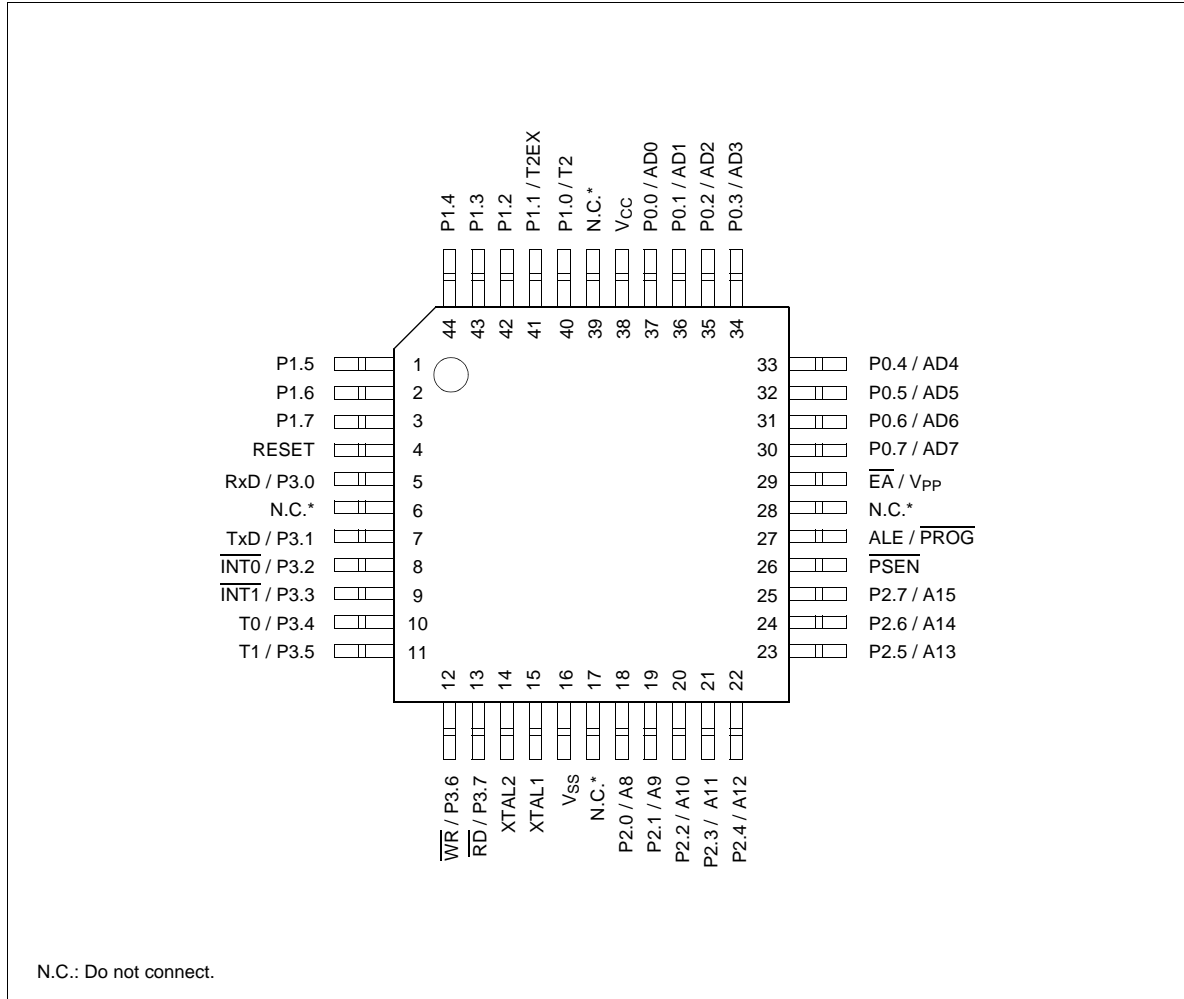 P1.4
P1.3
P1.2
P1.1 / T2EX
P1.0 / T2
N.C.*
VCC
P0.0 / AD0
P0.1 / AD1
P0.2 / AD2
P0.3 / AD3
44 43 42 41 40 39 38 37 36 35 34
P1.5 1
P1.6 2
P1.7 3
RESET 4
RxD / P3.0 5
N.C.* 6
TxD / P3.1 7
I̅N̅T̅0̅ / P3.2 8
I̅N̅T̅1̅ / P3.3 9
T0 / P3.4 10
T1 / P3.5 11
33 P0.4 / AD4
32 P0.5 / AD5
31 P0.6 / AD6
30 P0.7 / AD7
29 E̅A̅ / VPP
28 N.C.*
27 ALE / P̅R̅O̅G̅
26 P̅S̅E̅N̅
25 P2.7 / A15
24 P2.6 / A14
23 P2.5 / A13
12 13 14 15 16 17 18 19 20 21 22
W̅R̅ / P3.6
R̅D̅ / P3.7
XTAL2
XTAL1
VSS
N.C.*
P2.0 / A8
P2.1 / A9
P2.2 / A10
P2.3 / A11
P2.4 / A12
N.C.: Do not connect.